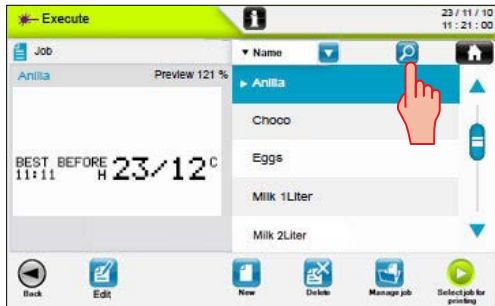 Execute
23 / 11 / 10
11 : 21 : 00
Job
Name
Anilla
Preview 121 %
Anilla
Choco
Eggs
Milk 1Liter
Milk 2Liter
BEST BEFORE 23/12 C
11:11 H
Back
Edit
New
Delete
Manage job
Select job for
printing